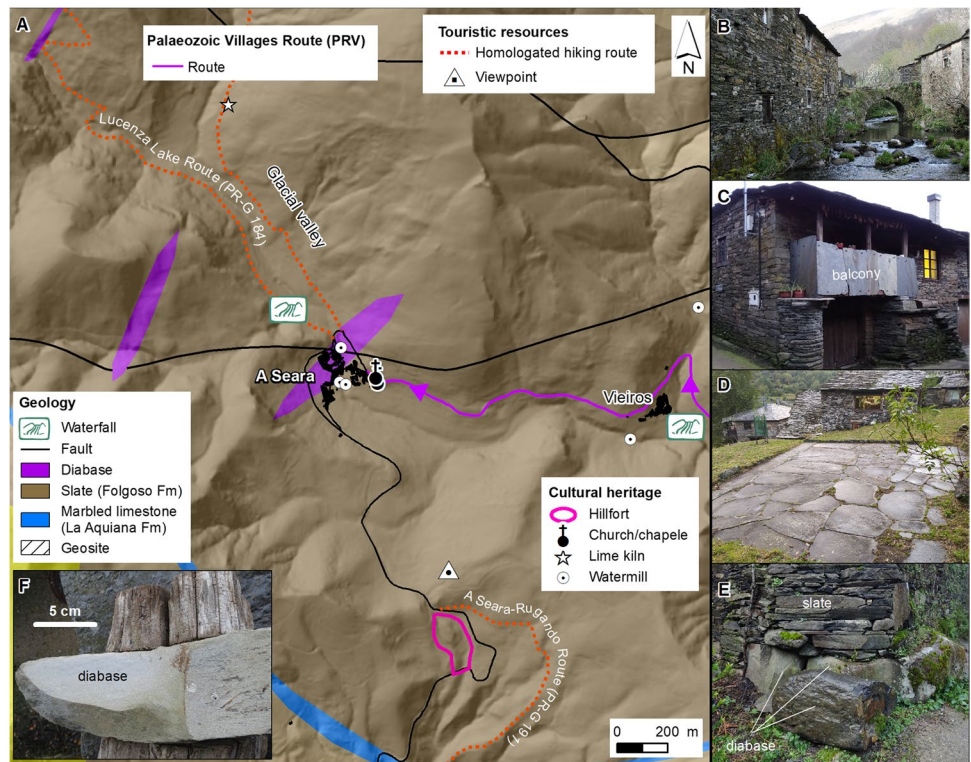 A
Palaeozoic Villages Route (PRV)
Route
Touristic resources
Homologated hiking route
Viewpoint
N
Lucenza Lake Route (PR-G 184)
Glacial valley
A Seara
Vieiros
Geology
Waterfall
Fault
Diabase
Slate (Folgoso Fm)
Marbled limestone
(La Aquiana Fm)
Geosite
Cultural heritage
Hillfort
Church/chapele
Lime kiln
Watermill
A Seara-Rugando Route (PR-G 191)
0 200 m
B
C
balcony
D
E
slate
diabase
F
5 cm
diabase